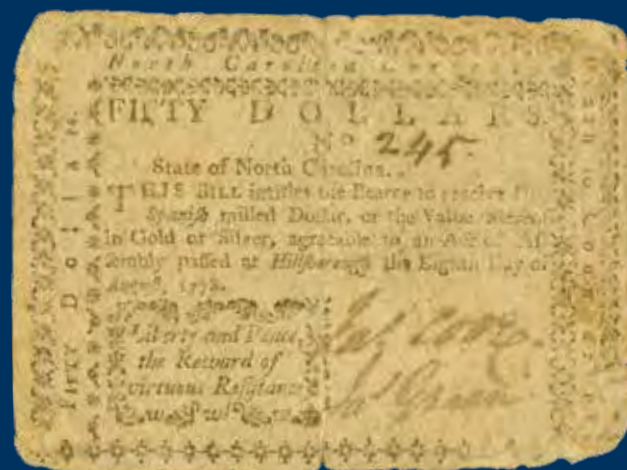 North Carolina
FIFTY DOLLARS.
No 245.
State of North Carolina.
THIS BILL intitles the Bearer to receive
Spanish milled Dollars, or the Value thereof
in Gold or Silver, agreeable to an Act of As-
sembly passed at Hillsborough the Eighth Day of
August, 1778.
Liberty and Peace,
the Reward of
virtuous Resistance
FIFTY Dollars.